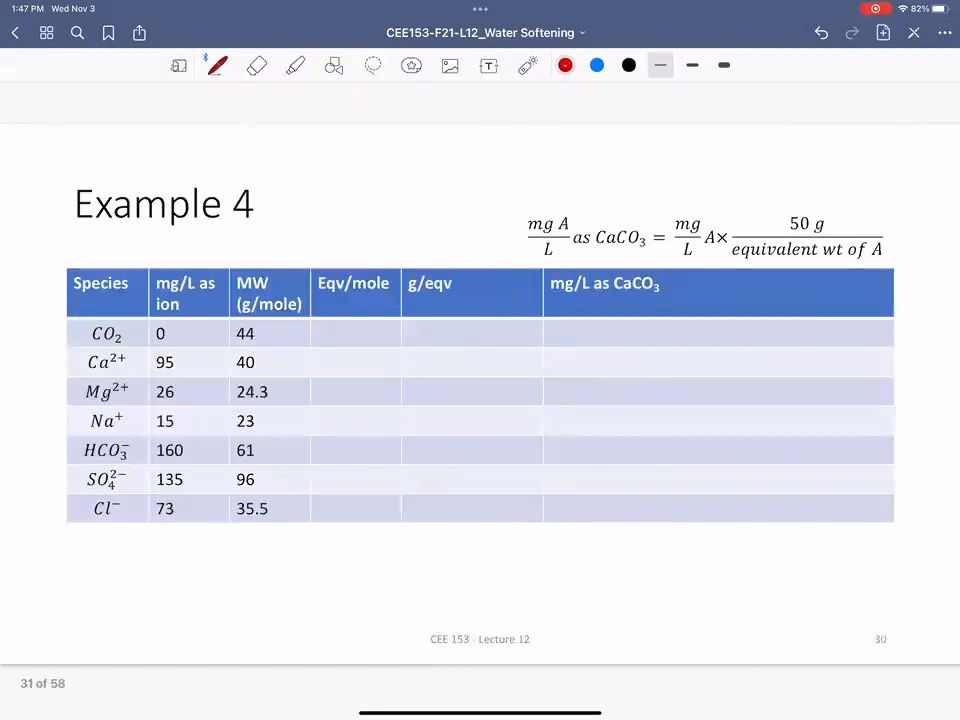 1:47 PM Wed Nov 3
82%
CEE153-F21-L12_Water Softening
T
Example 4
mg A/L as CaCO₃ = mg/L A× 50 g/equivalent wt of A
Species mg/L as ion MW (g/mole) Eqv/mole g/eqv mg/L as CaCO₃
CO₂ 0 44
Ca²⁺ 95 40
Mg²⁺ 26 24.3
Na⁺ 15 23
HCO₃⁻ 160 61
SO₄²⁻ 135 96
Cl⁻ 73 35.5
CEE 153 - Lecture 12
30
31 of 58